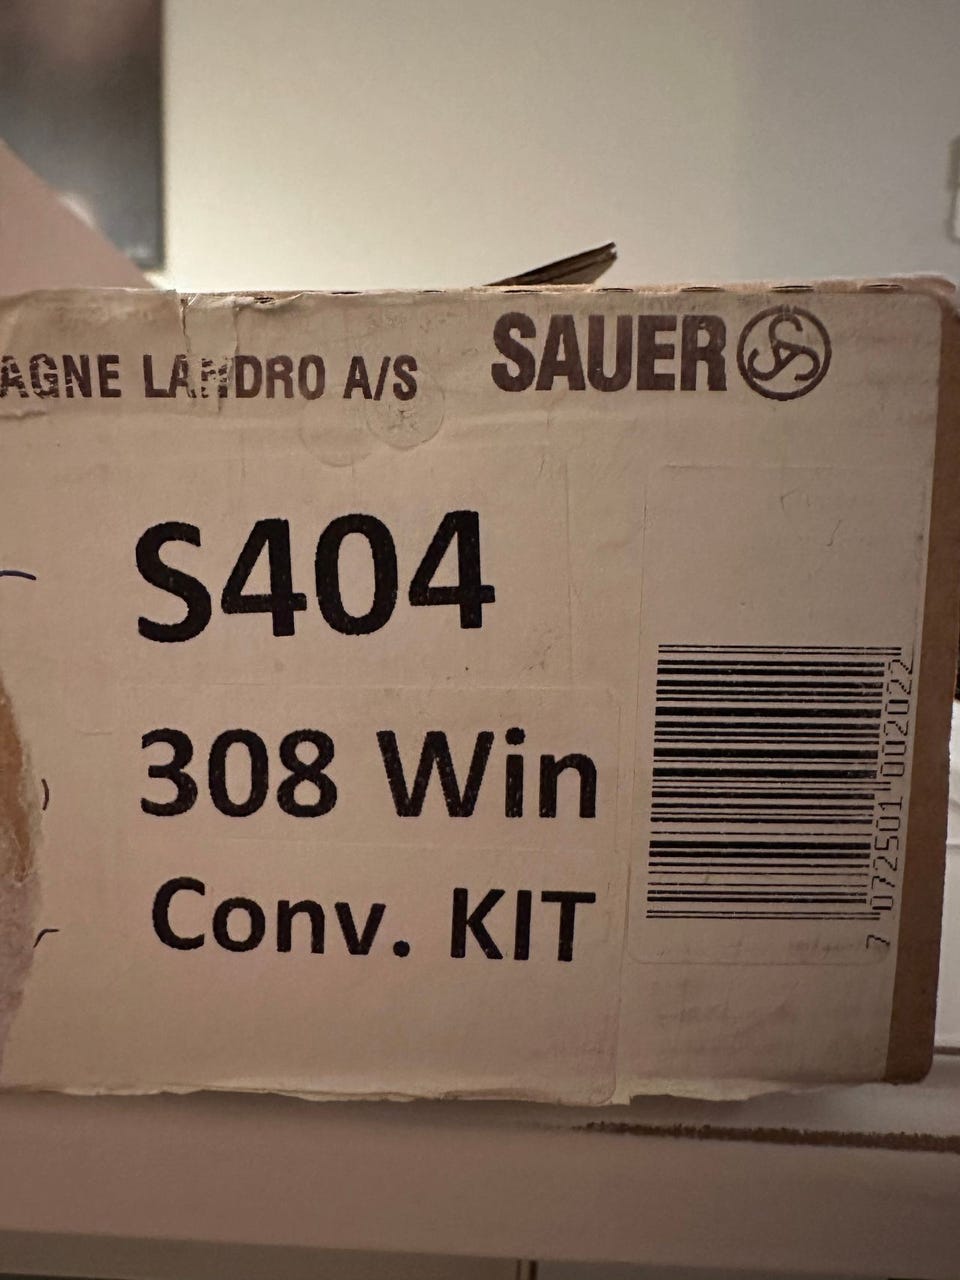 AGNE LANDRO A/S
SAUER
S404
308 Win
Conv. KIT
7 072501 002022